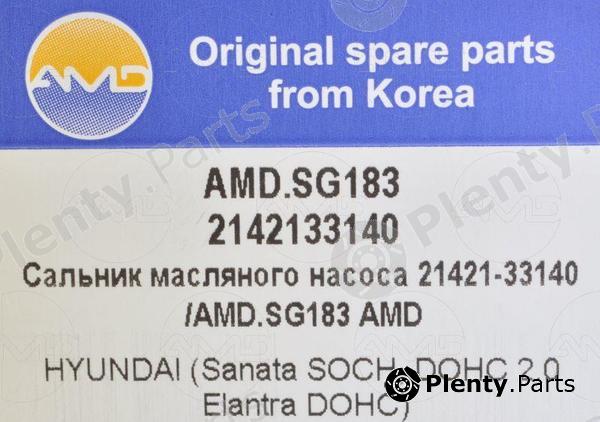 AMD
Original spare parts
from Korea
AMD.SG183
2142133140
Сальник масляного насоса 21421-33140
/AMD.SG183 AMD
HYUNDAI (Sanata SOCH, DOHC 2.0
Elantra DOHC)
Plenty.Parts